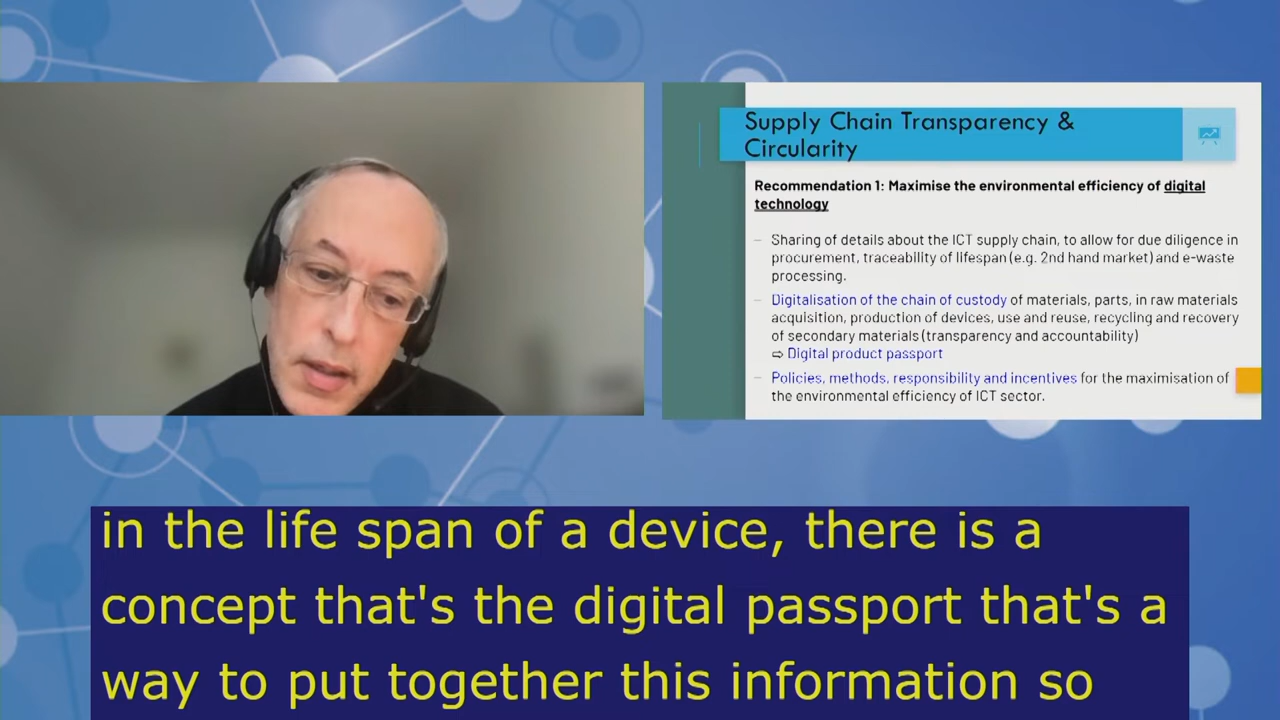 Supply Chain Transparency &
Circularity
Recommendation 1: Maximise the environmental efficiency of digital
technology
– Sharing of details about the ICT supply chain, to allow for due diligence in
procurement, traceability of lifespan (e.g. 2nd hand market) and e-waste
processing.
– Digitalisation of the chain of custody of materials, parts, in raw materials
acquisition, production of devices, use and reuse, recycling and recovery
of secondary materials (transparency and accountability)
⇨ Digital product passport
– Policies, methods, responsibility and incentives for the maximisation of
the environmental efficiency of ICT sector.
in the life span of a device, there is a
concept that's the digital passport that's a
way to put together this information so